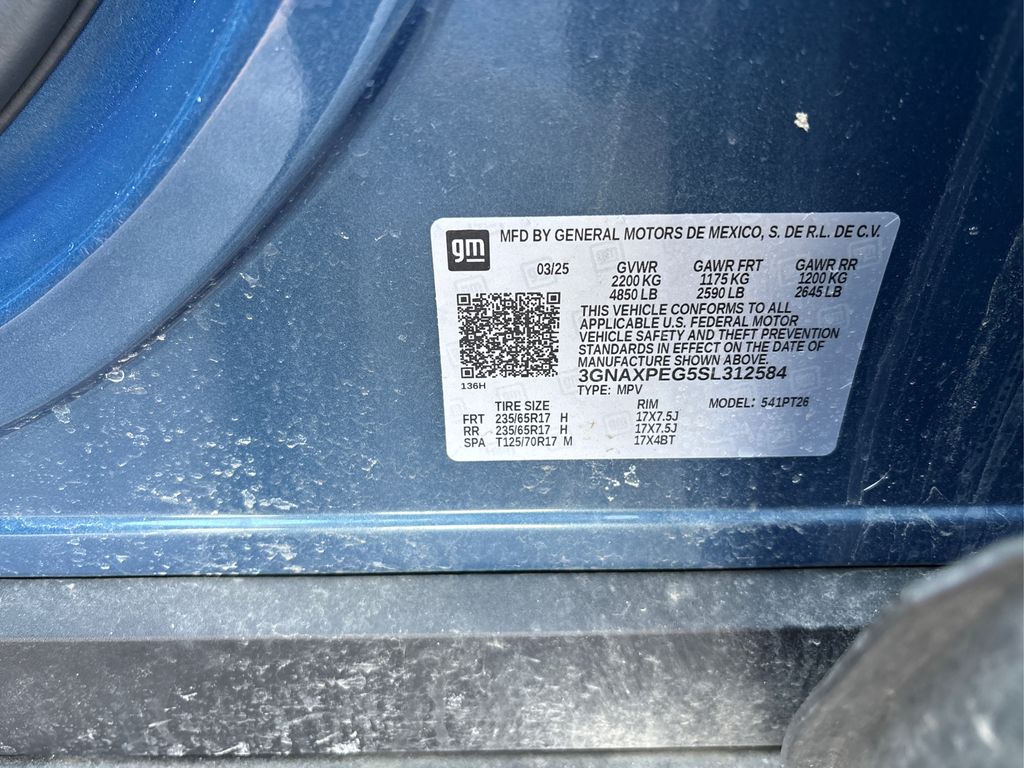 gm MFD BY GENERAL MOTORS DE MEXICO, S. DE R.L. DE C.V.
03/25 GVWR GAWR FRT GAWR RR
2200 KG 1175 KG 1200 KG
4850 LB 2590 LB 2645 LB
THIS VEHICLE CONFORMS TO ALL
APPLICABLE U.S. FEDERAL MOTOR
VEHICLE SAFETY AND THEFT PREVENTION
STANDARDS IN EFFECT ON THE DATE OF
MANUFACTURE SHOWN ABOVE.
3GNAXPEG5SL312584
136H TYPE: MPV
TIRE SIZE RIM MODEL: 541PT26
FRT 235/65R17 H 17X7.5J
RR 235/65R17 H 17X7.5J
SPA T125/70R17 M 17X4BT